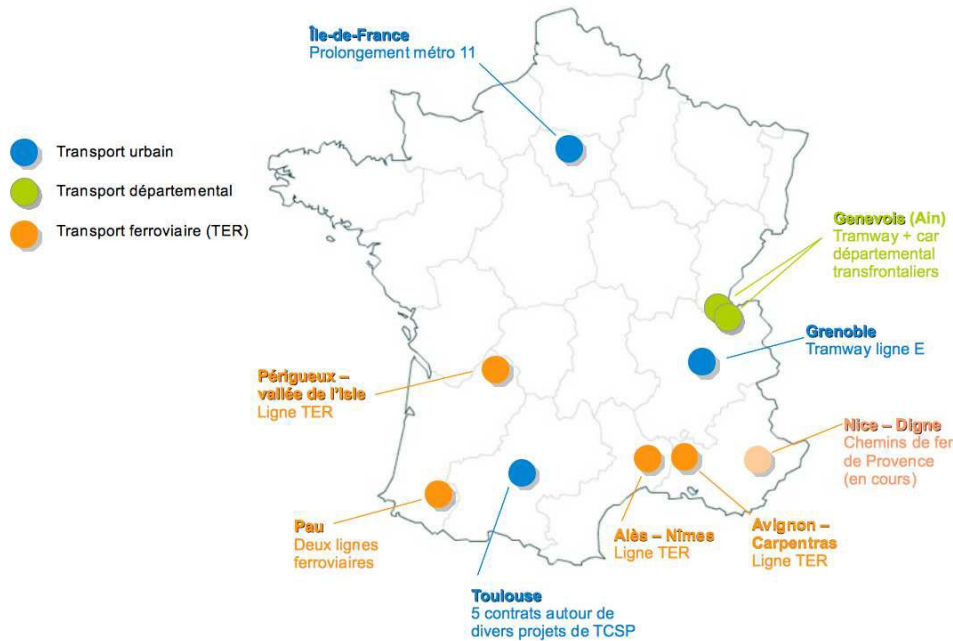 Île-de-France
Prolongement métro 11
Transport urbain
Transport départemental
Transport ferroviaire (TER)
Genevois (Ain)
Tramway + car
départemental
transfrontaliers
Grenoble
Tramway ligne E
Périgueux –
vallée de l'Isle
Ligne TER
Nice – Digne
Chemins de fer
de Provence
(en cours)
Pau
Deux lignes
ferroviaires
Alès – Nîmes
Ligne TER
Avignon –
Carpentras
Ligne TER
Toulouse
5 contrats autour de
divers projets de TCSP